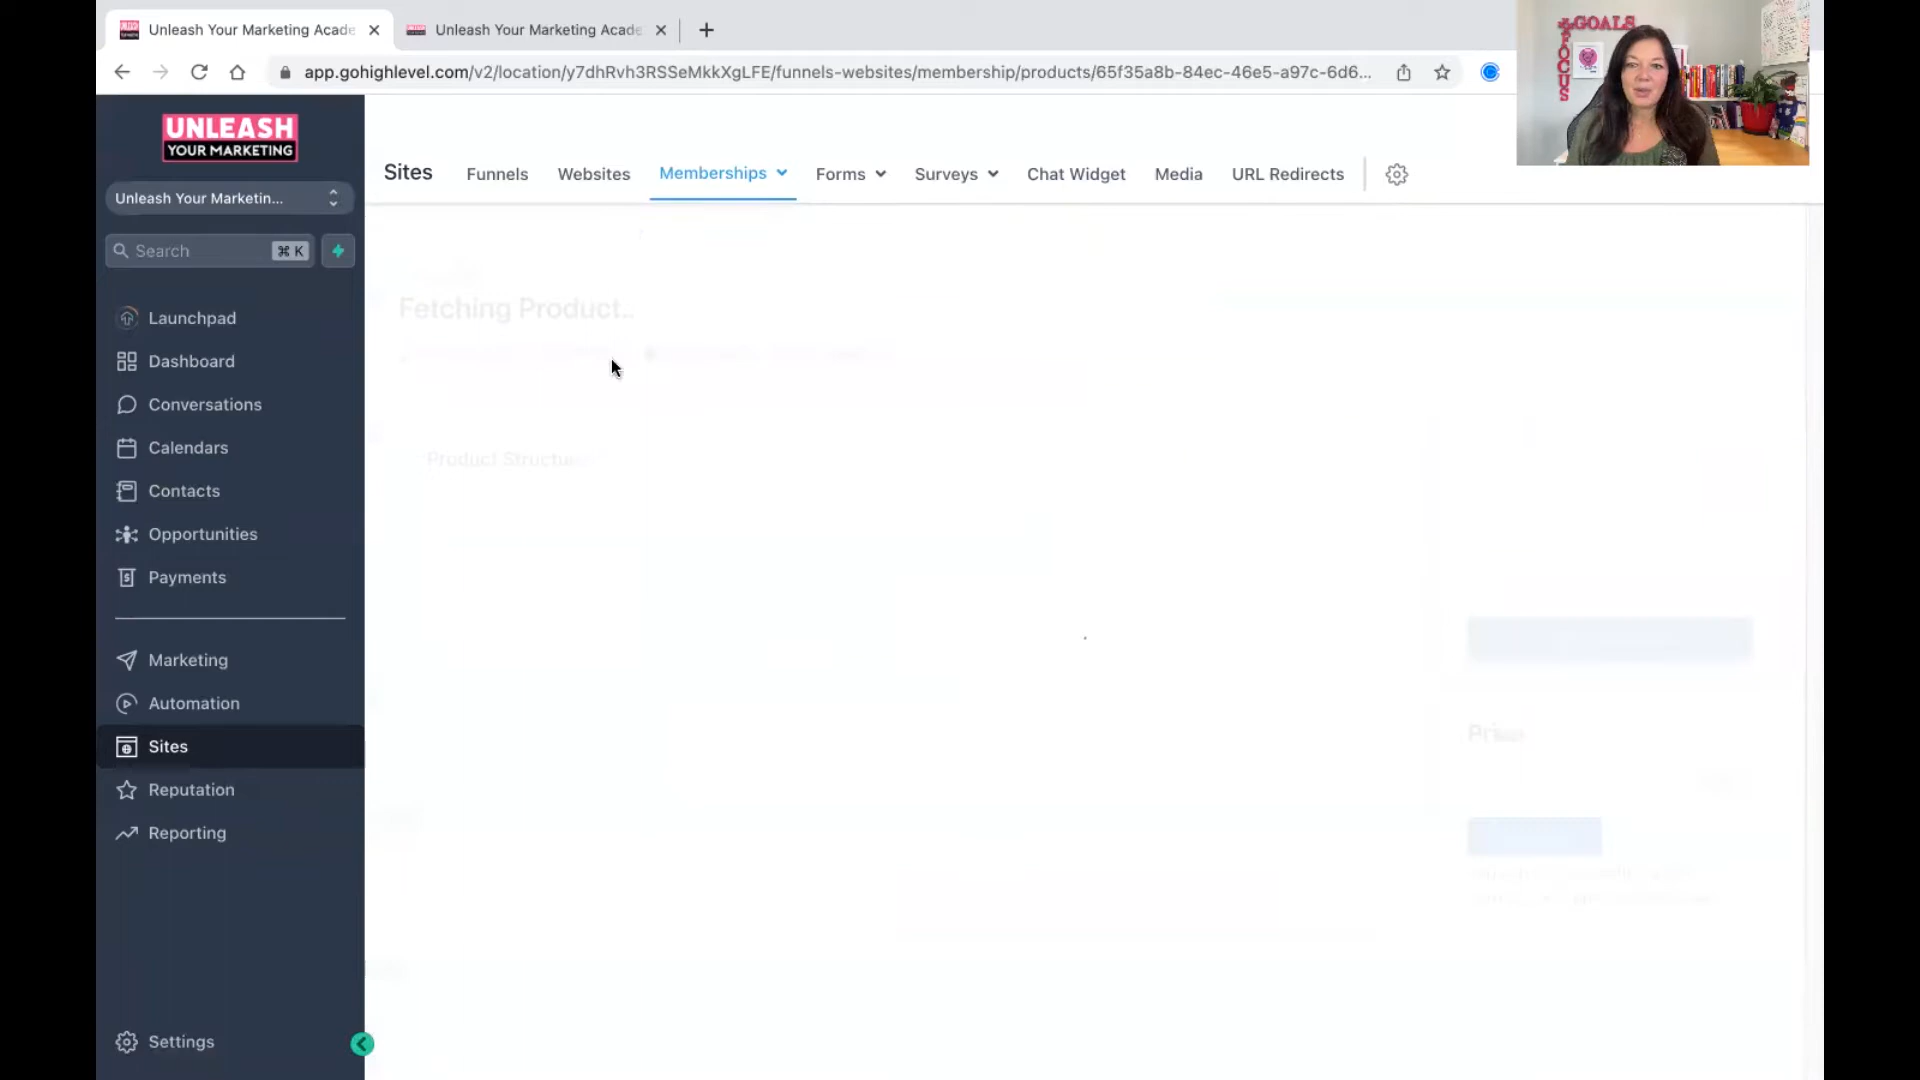 Unleash Your Marketing Acade
Unleash Your Marketing Acade
app.gohighlevel.com/v2/location/y7dhRvh3RSSeMkkXgLFE/funnels-websites/membership/products/65f35a8b-84ec-46e5-a97c-6d6...
GOALS
FOCUS
UNLEASH
YOUR MARKETING
Unleash Your Marketin...
Search
⌘ K
Sites
Funnels
Websites
Memberships
Forms
Surveys
Chat Widget
Media
URL Redirects
Launchpad
Dashboard
Conversations
Calendars
Contacts
Opportunities
Payments
Marketing
Automation
Sites
Reputation
Reporting
Settings
Fetching Product..
Product Structure